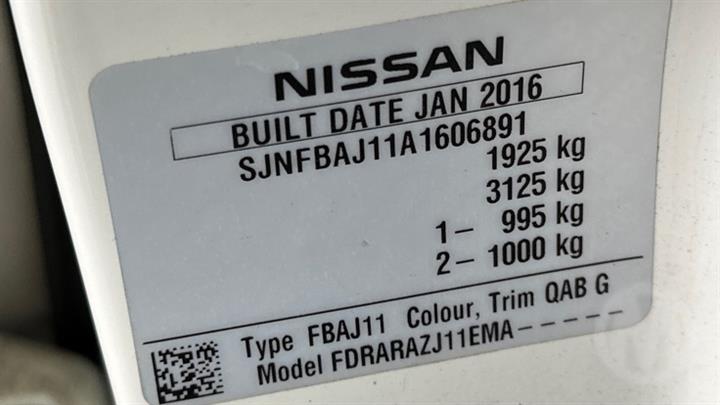 NISSAN
BUILT DATE JAN 2016
SJNFBAJ11A1606891
1925 kg
3125 kg
1– 995 kg
2– 1000 kg
Type FBAJ11 Colour, Trim QAB G
Model FDRARAZJ11EMA–––––